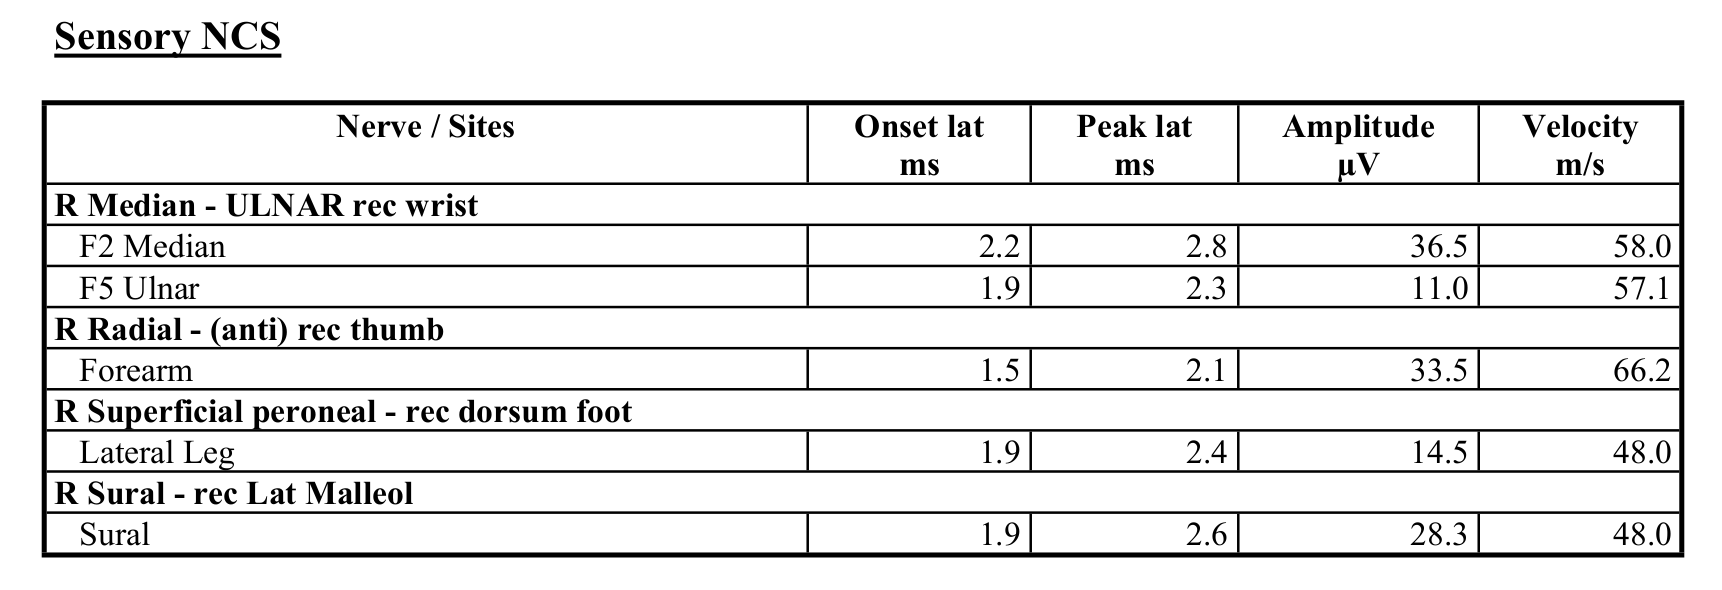 Sensory NCS
Nerve / Sites Onset lat Peak lat Amplitude Velocity
ms ms µV m/s
R Median - ULNAR rec wrist
F2 Median 2.2 2.8 36.5 58.0
F5 Ulnar 1.9 2.3 11.0 57.1
R Radial - (anti) rec thumb
Forearm 1.5 2.1 33.5 66.2
R Superficial peroneal - rec dorsum foot
Lateral Leg 1.9 2.4 14.5 48.0
R Sural - rec Lat Malleol
Sural 1.9 2.6 28.3 48.0